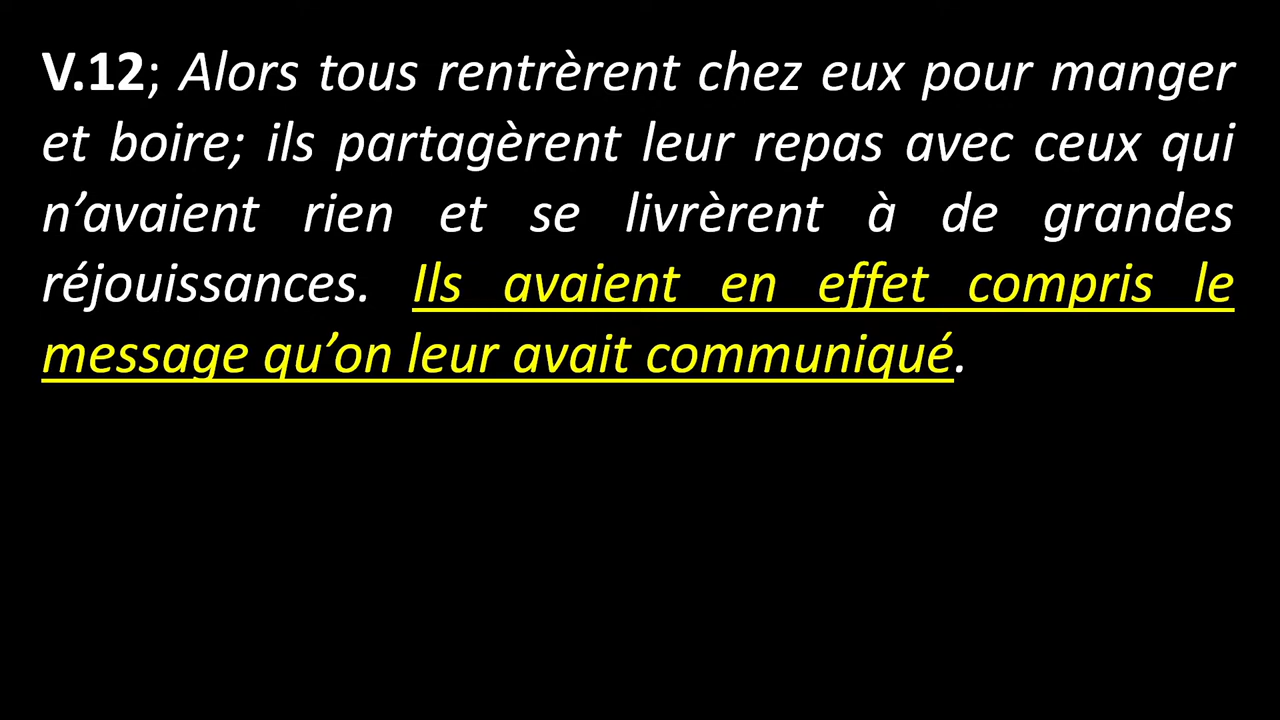 V.12; Alors tous rentrèrent chez eux pour manger
et boire; ils partagèrent leur repas avec ceux qui
n’avaient rien et se livrèrent à de grandes
réjouissances. Ils avaient en effet compris le
message qu’on leur avait communiqué.